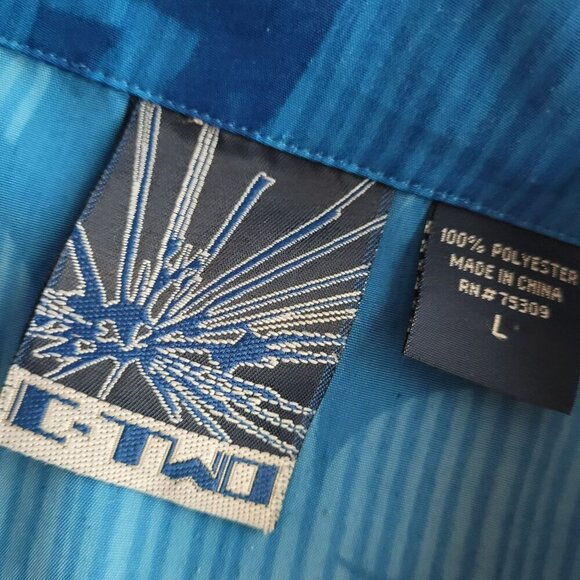 C-TWO
100% POLYESTER
MADE IN CHINA
RN# 75309
L